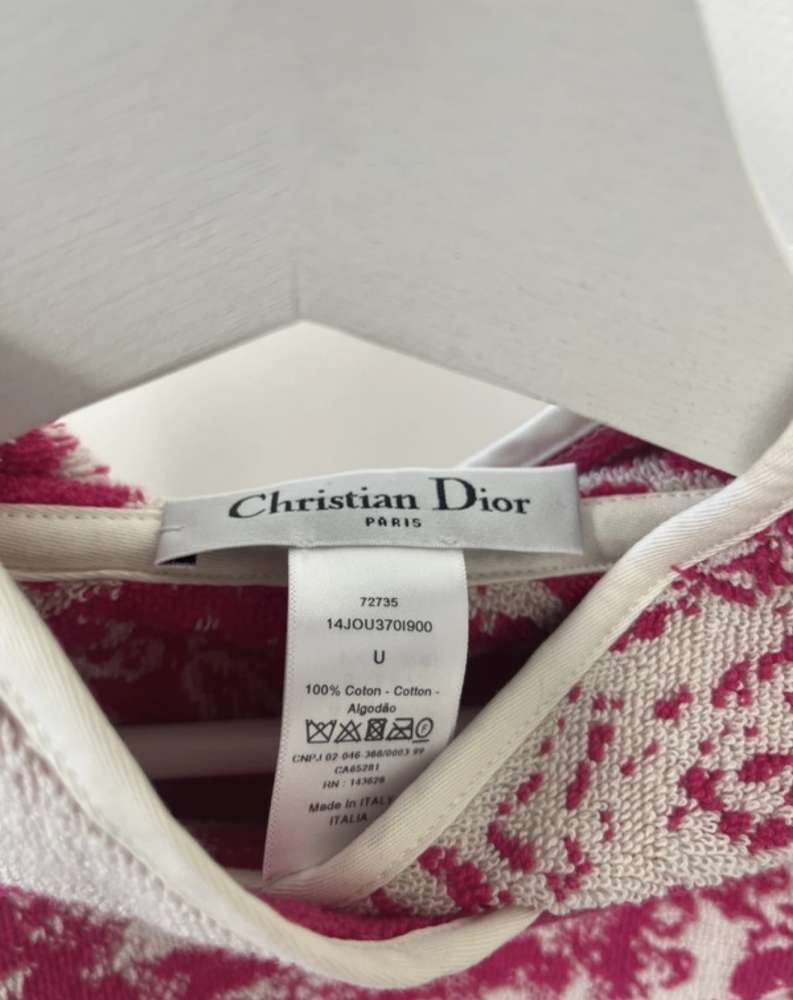 Christian Dior
PARIS
72735
14JOU370I900
U
100% Coton - Cotton -
Algodão
CNPJ 02-046-366/0003 99
CA65281
RN : 143628
Made in ITALY
ITALIA